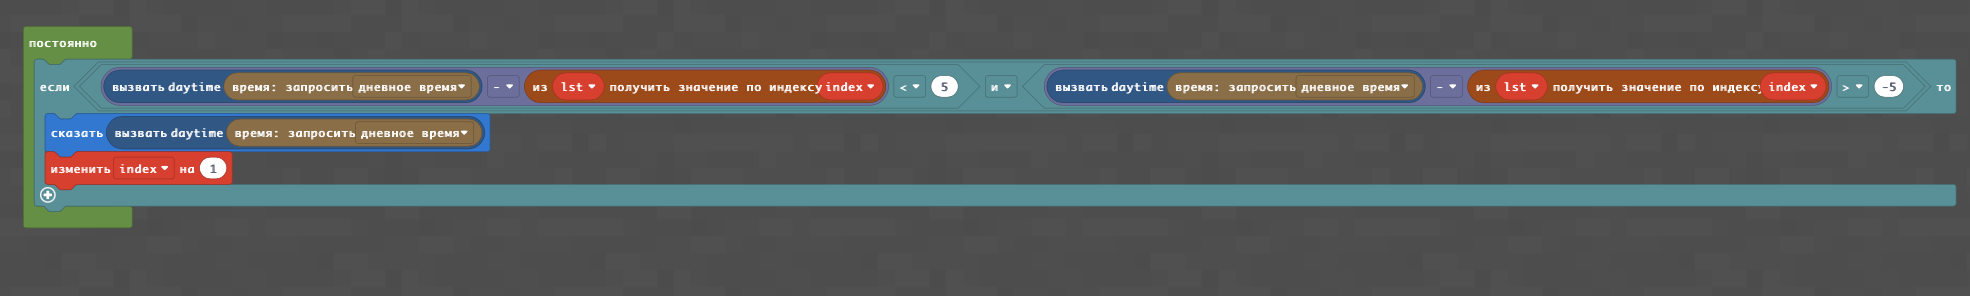 постоянно
если вызвать daytime время: запросить дневное время - из lst получить значение по индексу index < 5 и вызвать daytime время: запросить дневное время - из lst получить значение по индексу index > -5 то
сказать вызвать daytime время: запросить дневное время
изменить index на 1